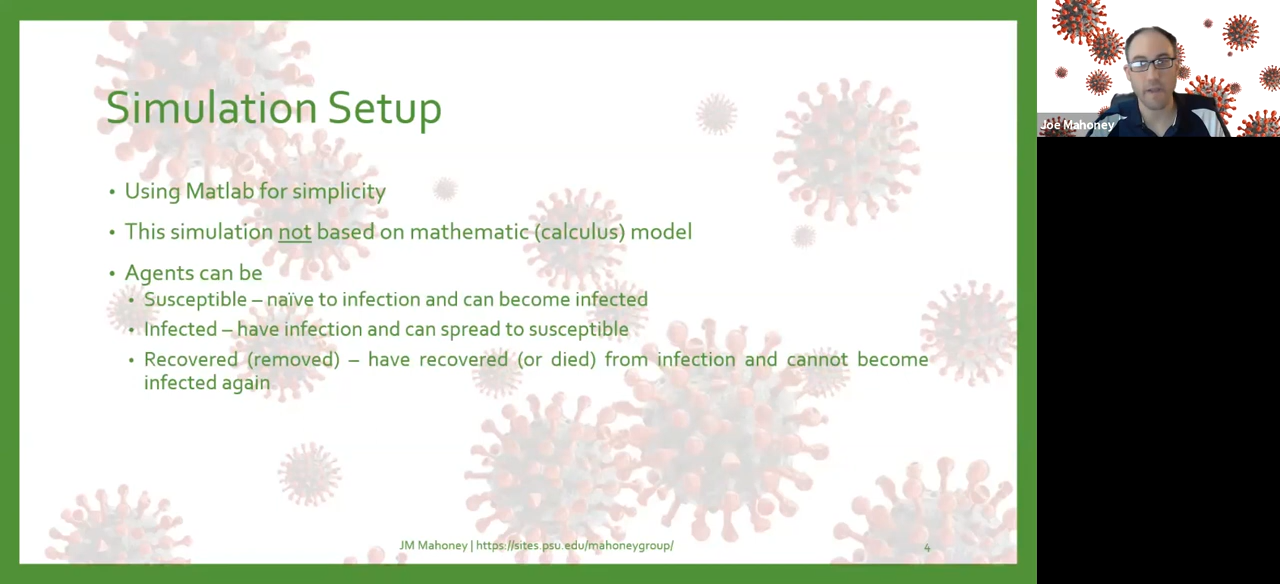 Simulation Setup
• Using Matlab for simplicity
• This simulation not based on mathematic (calculus) model
• Agents can be
• Susceptible – naïve to infection and can become infected
• Infected – have infection and can spread to susceptible
• Recovered (removed) – have recovered (or died) from infection and cannot become
infected again
JM Mahoney | https://sites.psu.edu/mahoneygroup/
4
Joe Mahoney